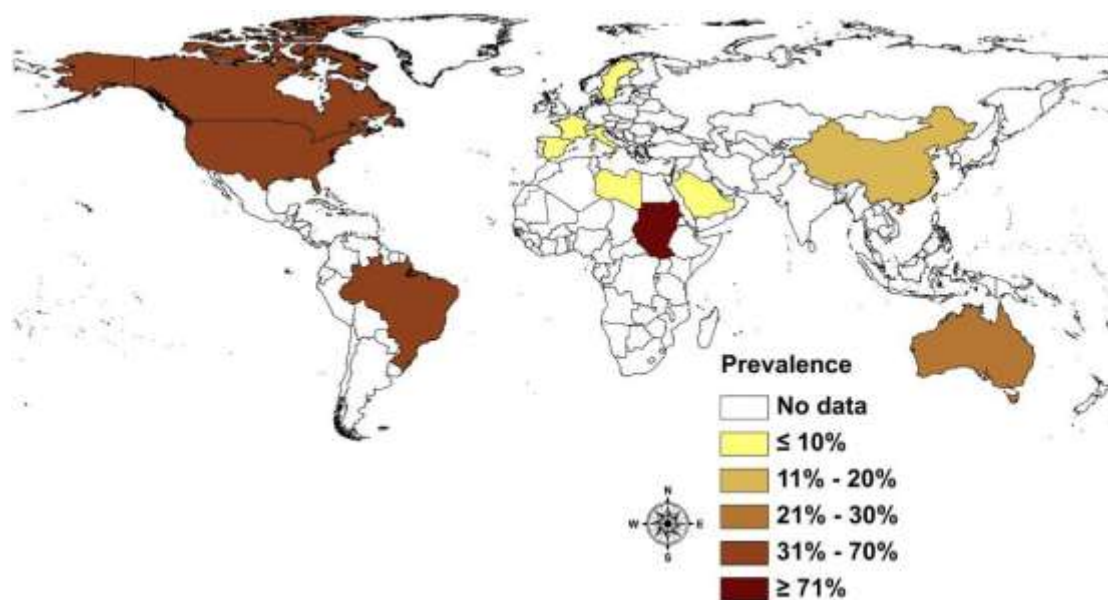 Prevalence
No data
≤ 10%
11% - 20%
21% - 30%
31% - 70%
≥ 71%
N
W E
S